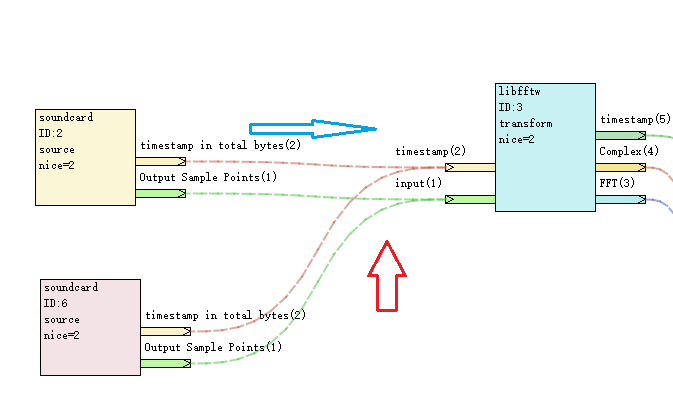 soundcard
ID:2
source
nice=2
timestamp in total bytes(2)
Output Sample Points(1)
libfftw
ID:3
transform
nice=2
timestamp(2)
input(1)
timestamp(5)
Complex(4)
FFT(3)
soundcard
ID:6
source
nice=2
timestamp in total bytes(2)
Output Sample Points(1)